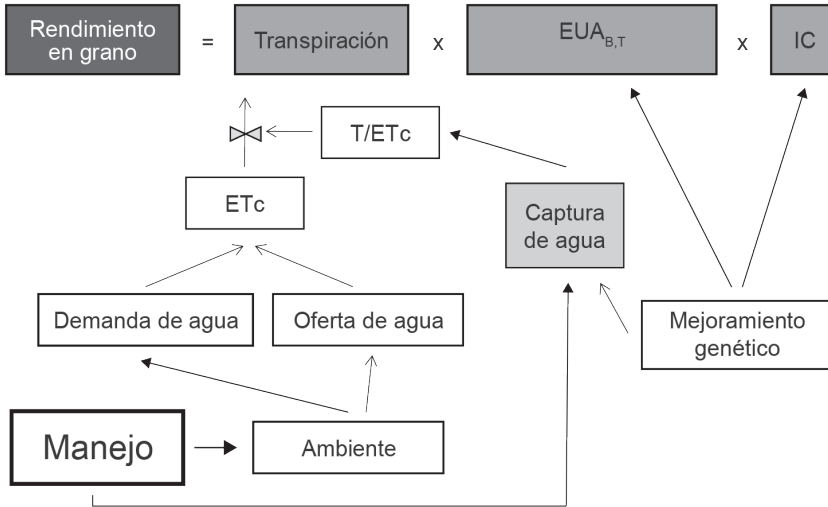 Rendimiento
en grano
=
Transpiración
x
EUA B,T
x
IC
T/ETc
ETc
Captura
de agua
Demanda de agua
Oferta de agua
Mejoramiento
genético
Manejo
Ambiente